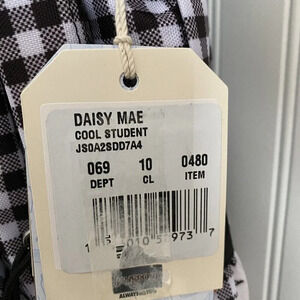 DAISY MAE
COOL STUDENT
JS0A2SDD7A4
069 10 0480
DEPT CL ITEM